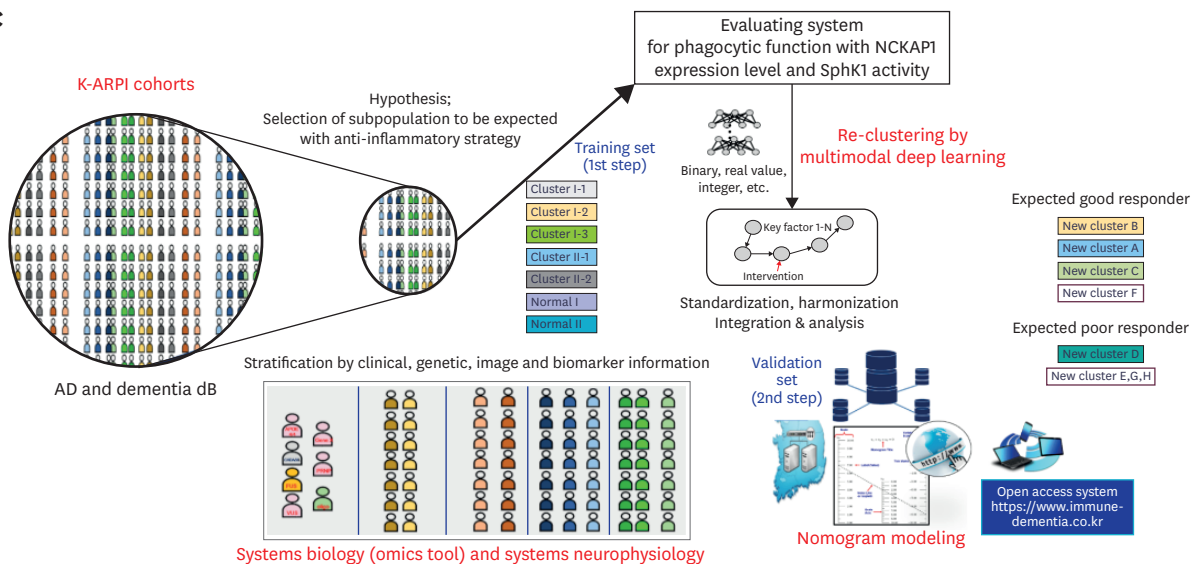 C
K-ARPI cohorts
AD and dementia dB
Hypothesis;
Selection of subpopulation to be expected
with anti-inflammatory strategy
Evaluating system
for phagocytic function with NCKAP1
expression level and SphK1 activity
Training set
(1st step)
Cluster I-1
Cluster I-2
Cluster I-3
Cluster II-1
Cluster II-2
Normal I
Normal II
Binary, real value,
integer, etc.
Re-clustering by
multimodal deep learning
Key factor 1-N
Intervention
Standardization, harmonization
Integration & analysis
Expected good responder
New cluster B
New cluster A
New cluster C
New cluster F
Expected poor responder
New cluster D
New cluster E,G,H
Stratification by clinical, genetic, image and biomarker information
FUS
VUS
Systems biology (omics tool) and systems neurophysiology
Validation
set
(2nd step)
http://www
Nomogram modeling
Open access system
https://www.immune-
dementia.co.kr